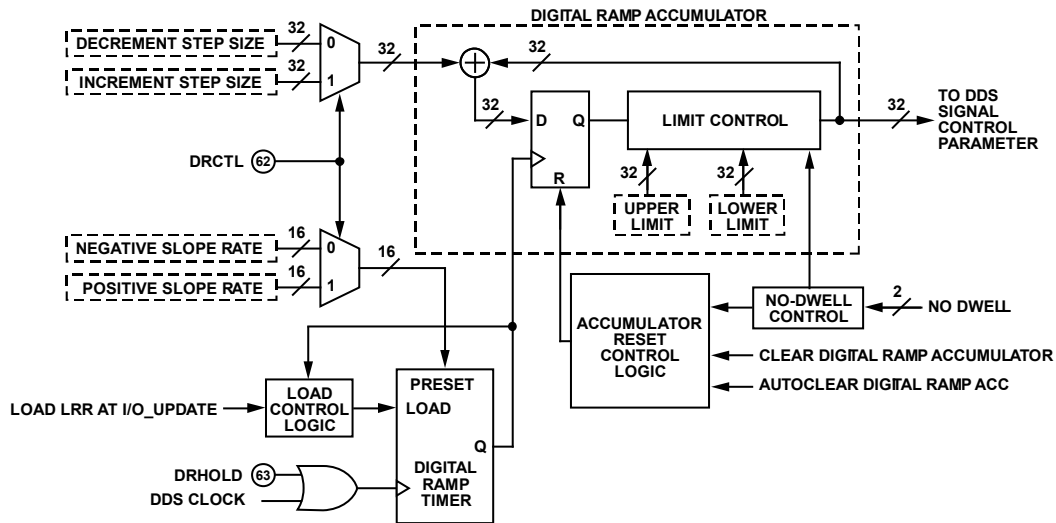 DIGITAL RAMP ACCUMULATOR
DECREMENT STEP SIZE
32
0
INCREMENT STEP SIZE
32
1
32
32
32
D
Q
R
LIMIT CONTROL
32
TO DDS
SIGNAL
CONTROL
PARAMETER
32
UPPER
LIMIT
32
LOWER
LIMIT
DRCTL
62
NEGATIVE SLOPE RATE
16
0
POSITIVE SLOPE RATE
16
1
16
ACCUMULATOR
RESET
CONTROL
LOGIC
NO-DWELL
CONTROL
2
NO DWELL
CLEAR DIGITAL RAMP ACCUMULATOR
AUTOCLEAR DIGITAL RAMP ACC
LOAD LRR AT I/O_UPDATE
LOAD
CONTROL
LOGIC
PRESET
LOAD
Q
DIGITAL
RAMP
TIMER
DRHOLD
63
DDS CLOCK